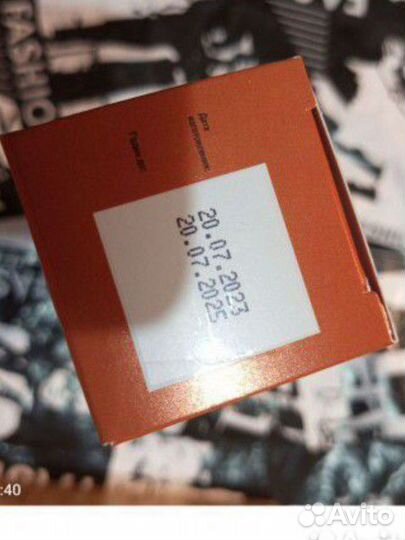 FASHIO
Дата
изготовления:
Годен до:
20.07.2023
20.07.2025
:40
Avito